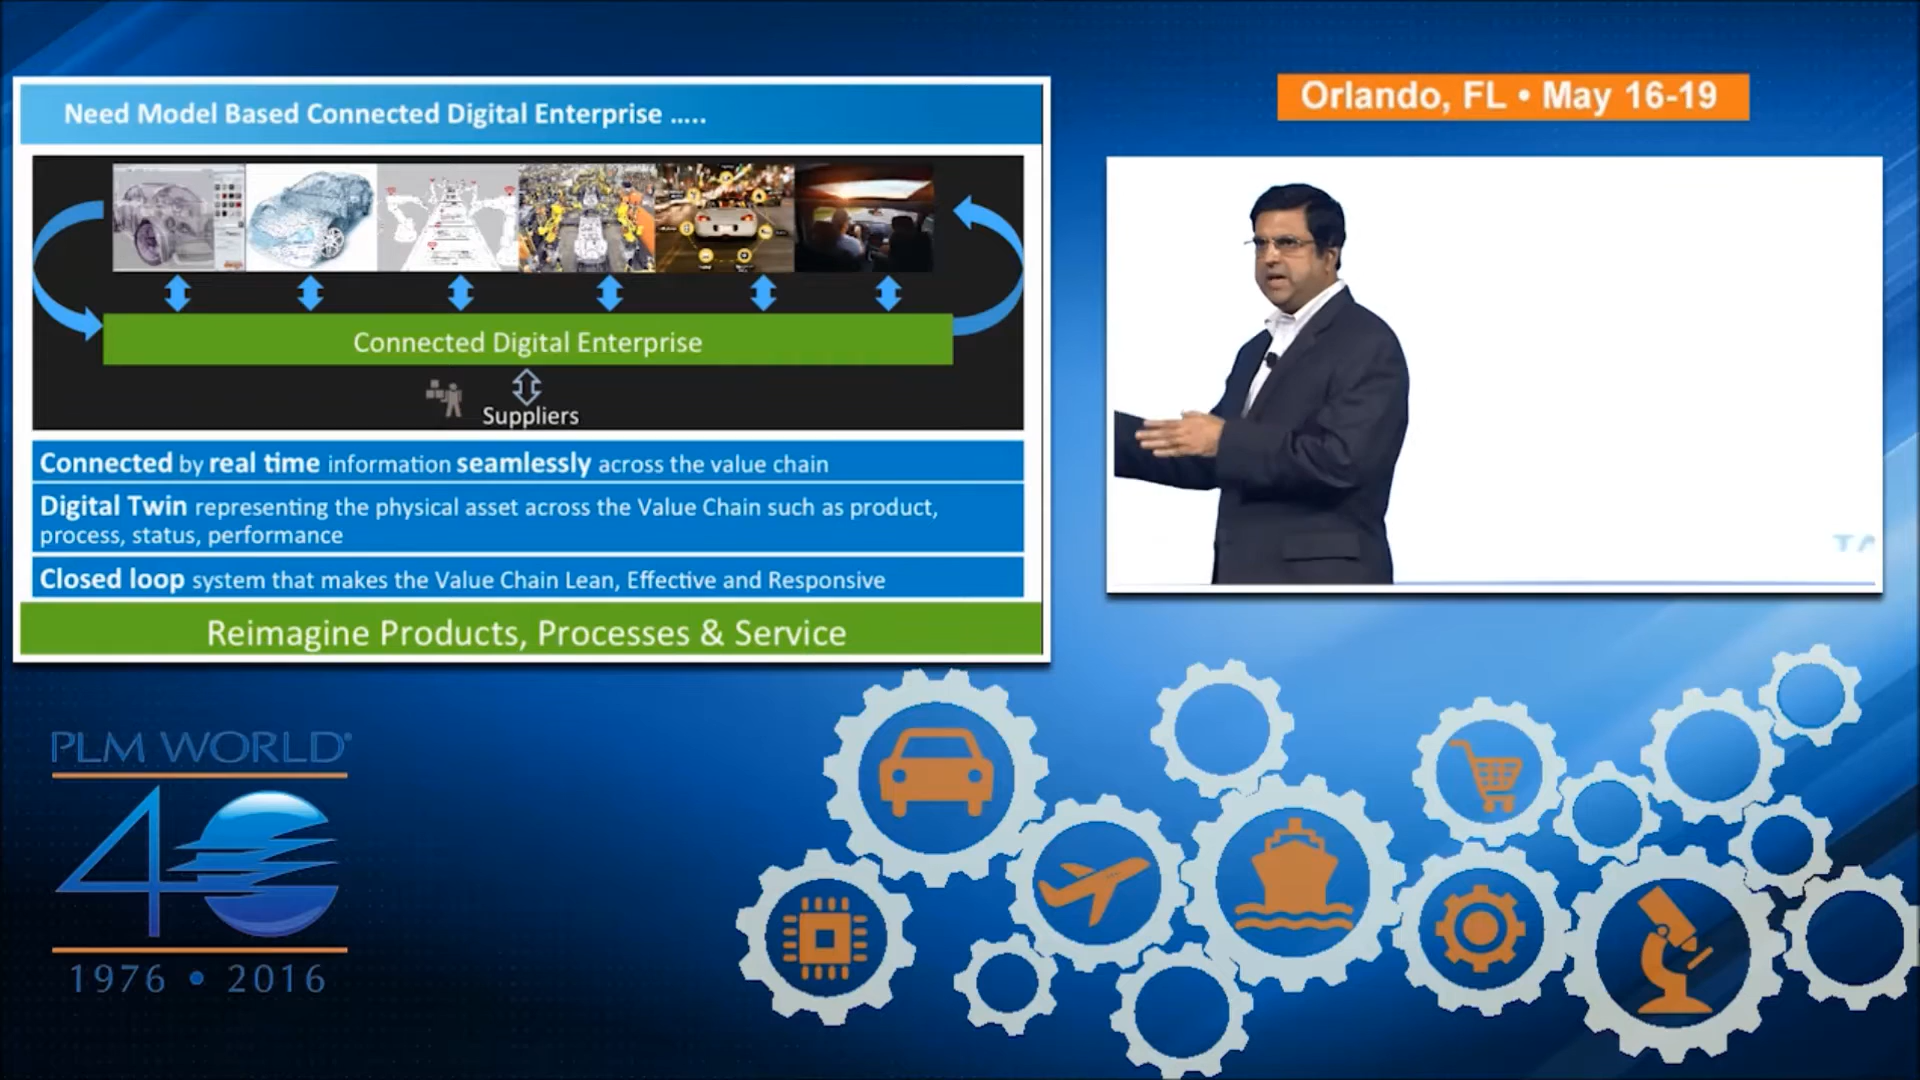 Need Model Based Connected Digital Enterprise .....
Connected Digital Enterprise
Suppliers
Connected by real time information seamlessly across the value chain
Digital Twin representing the physical asset across the Value Chain such as product,
process, status, performance
Closed loop system that makes the Value Chain Lean, Effective and Responsive
Reimagine Products, Processes & Service
Orlando, FL • May 16-19
TA
PLM WORLD®
40
1976 • 2016